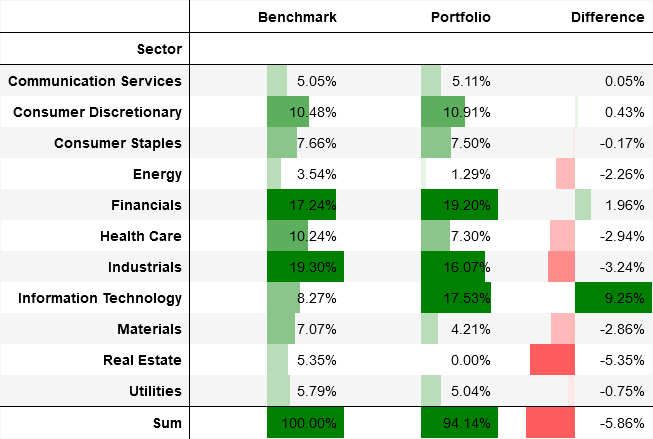 Benchmark Portfolio Difference
Sector
Communication Services 5.05% 5.11% 0.05%
Consumer Discretionary 10.48% 10.91% 0.43%
Consumer Staples 7.66% 7.50% -0.17%
Energy 3.54% 1.29% -2.26%
Financials 17.24% 19.20% 1.96%
Health Care 10.24% 7.30% -2.94%
Industrials 19.30% 16.07% -3.24%
Information Technology 8.27% 17.53% 9.25%
Materials 7.07% 4.21% -2.86%
Real Estate 5.35% 0.00% -5.35%
Utilities 5.79% 5.04% -0.75%
Sum 100.00% 94.14% -5.86%